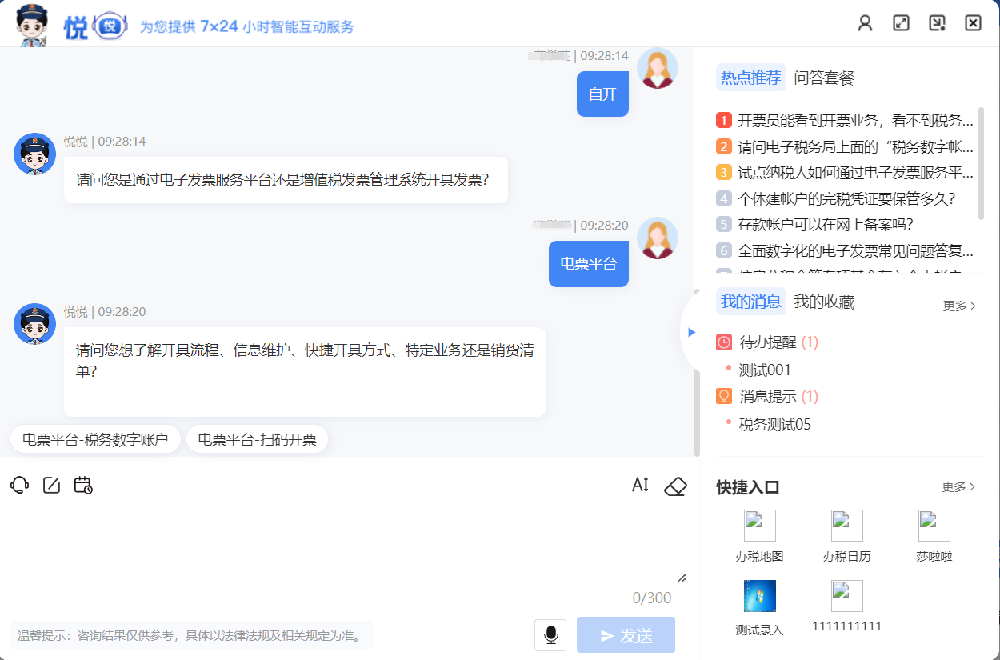 悦 悦 为您提供 7×24 小时智能互动服务
| 09:28:14
自开
悦悦 | 09:28:14
请问您是通过电子发票服务平台还是增值税发票管理系统开具发票？
| 09:28:20
电票平台
悦悦 | 09:28:20
请问您想了解开具流程、信息维护、快捷开具方式、特定业务还是销货清
单？
电票平台-税务数字账户 电票平台-扫码开票
0/300
温馨提示：咨询结果仅供参考，具体以法律法规及相关规定为准。
发送
热点推荐 问答套餐
1 开票员能看到开票业务，看不到税务...
2 请问电子税务局上面的“税务数字帐...
3 试点纳税人如何通过电子发票服务平...
4 个体建帐户的完税凭证要保管多久？
5 存款帐户可以在网上备案吗？
6 全面数字化的电子发票常见问题答复...
我的消息 我的收藏 更多
待办提醒 (1)
测试001
消息提示 (1)
税务测试05
快捷入口 更多
办税地图 办税日历 莎啦啦
测试录入 1111111111